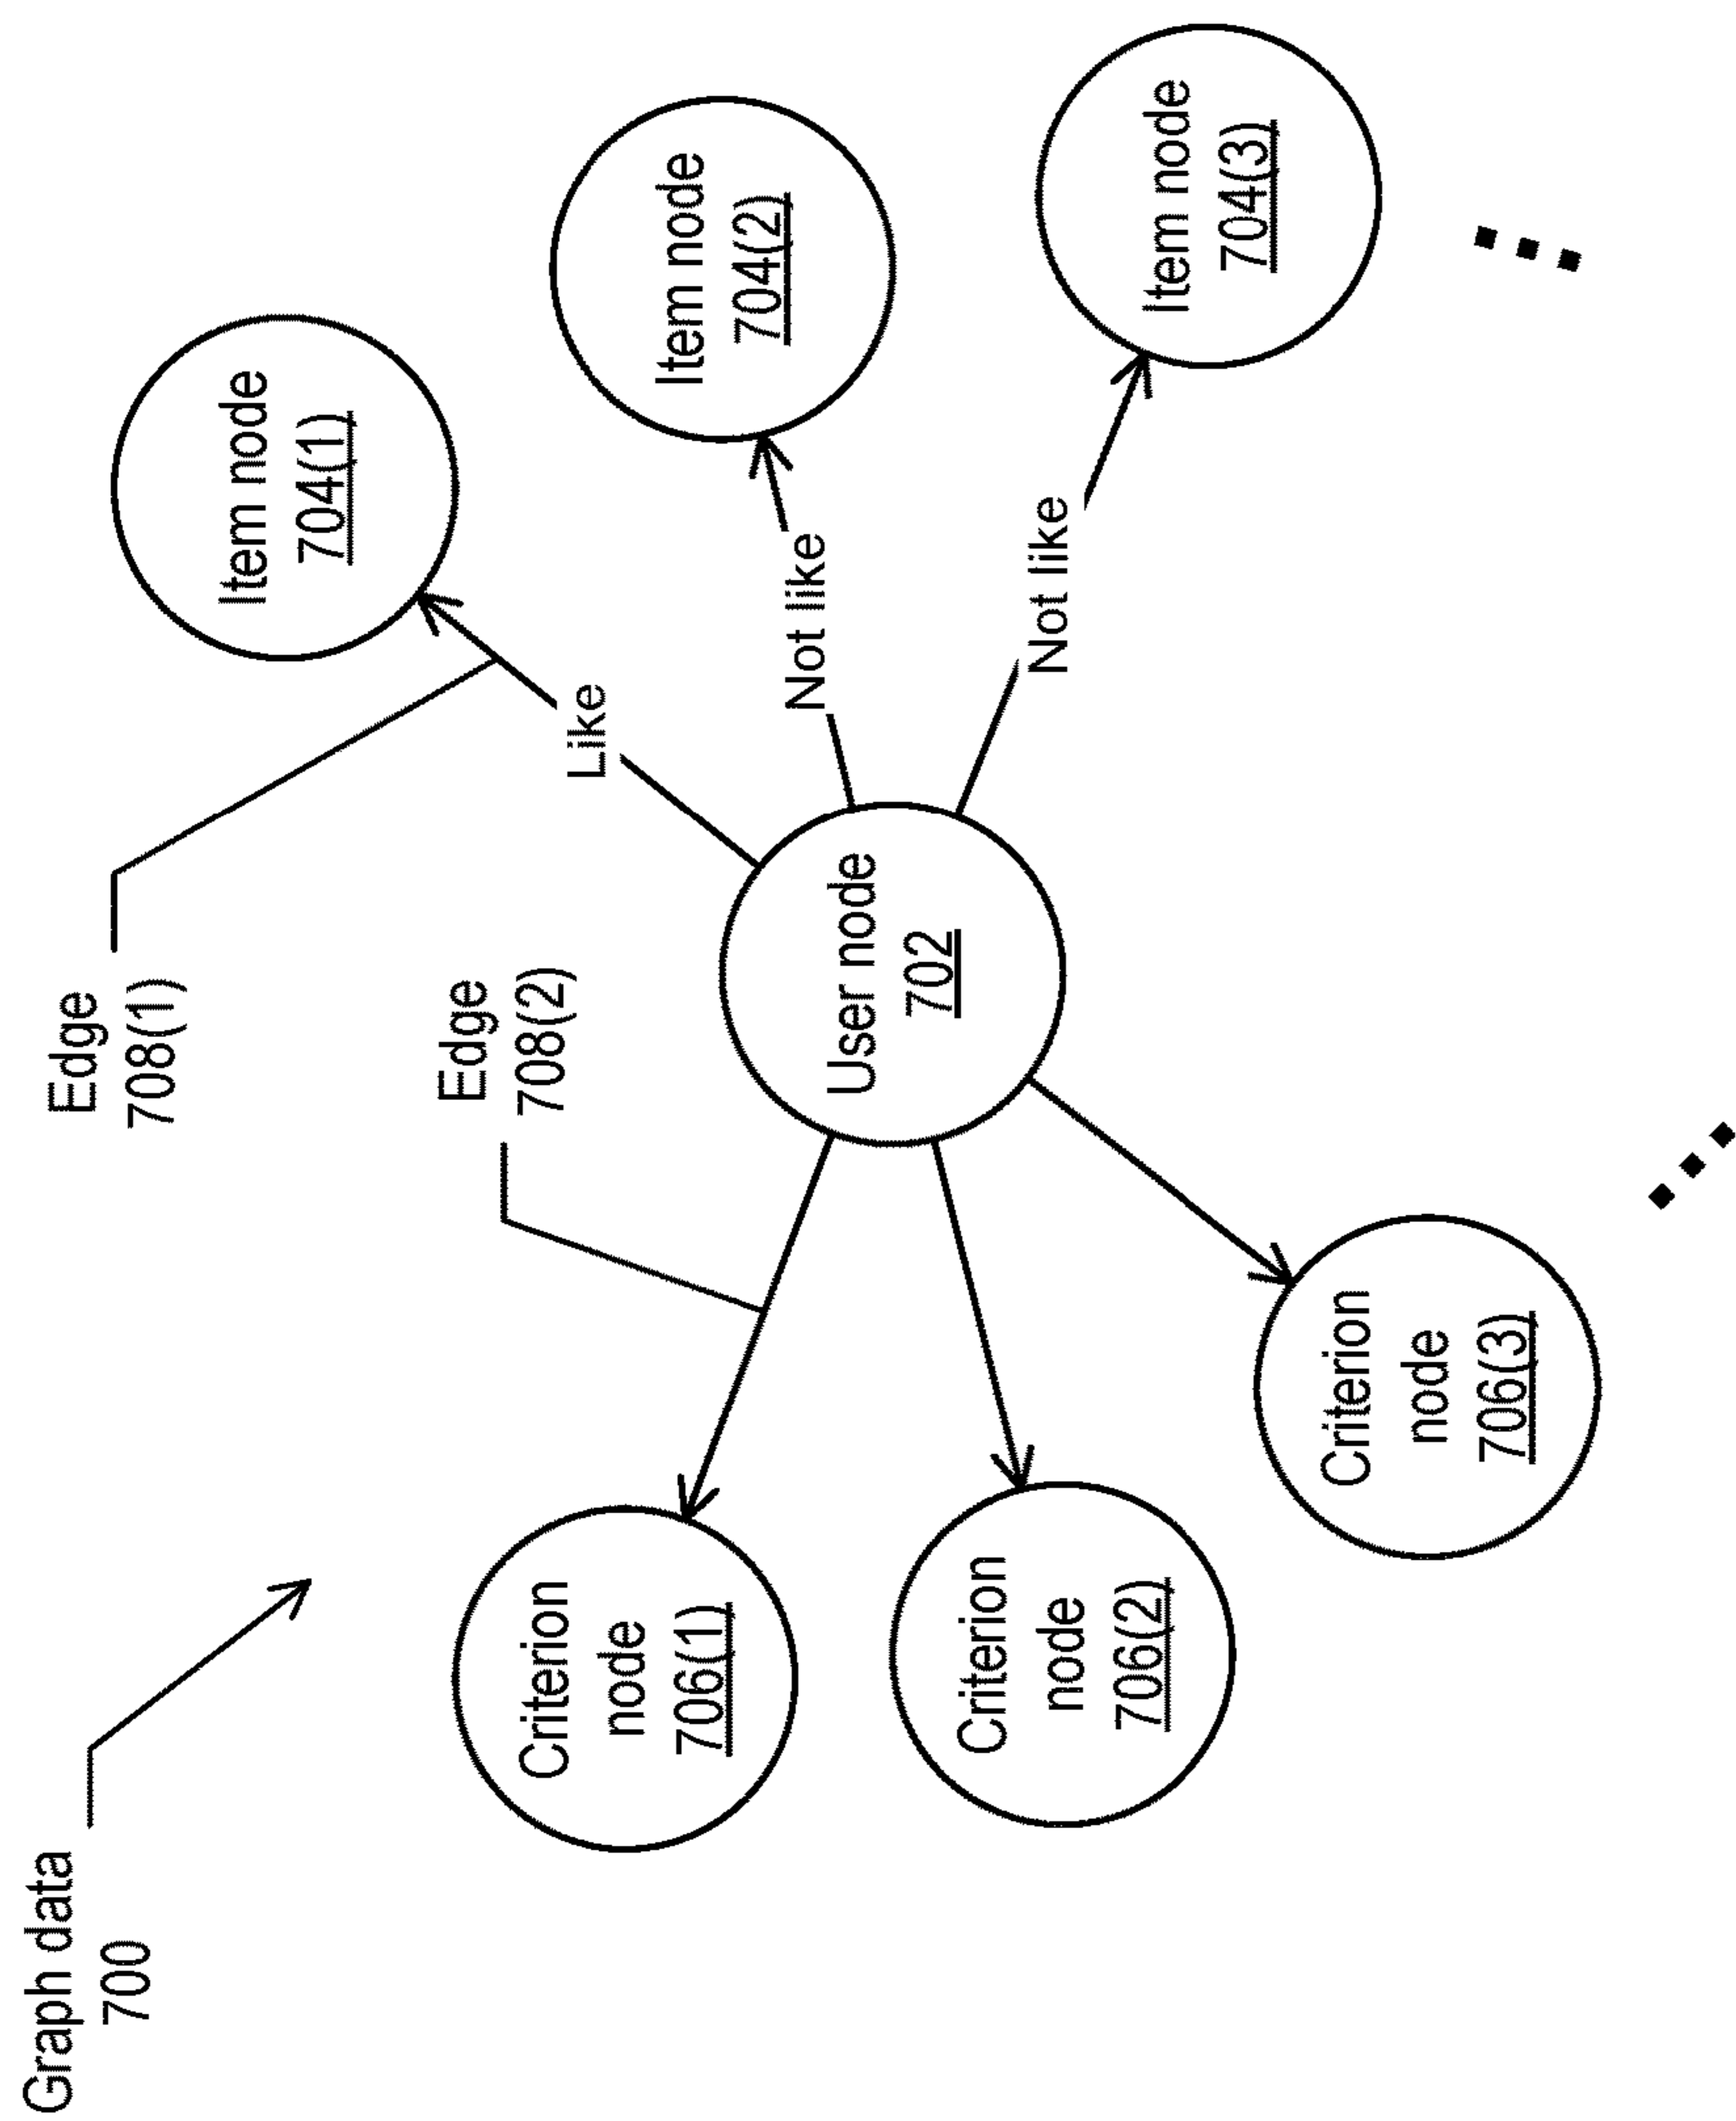 Graph data
700
Edge
708(1)
Edge
708(2)
Item node
704(1)
Like
Item node
704(2)
Not like
Item node
704(3)
Not like
User node
702
Criterion
node
706(1)
Criterion
node
706(2)
Criterion
node
706(3)